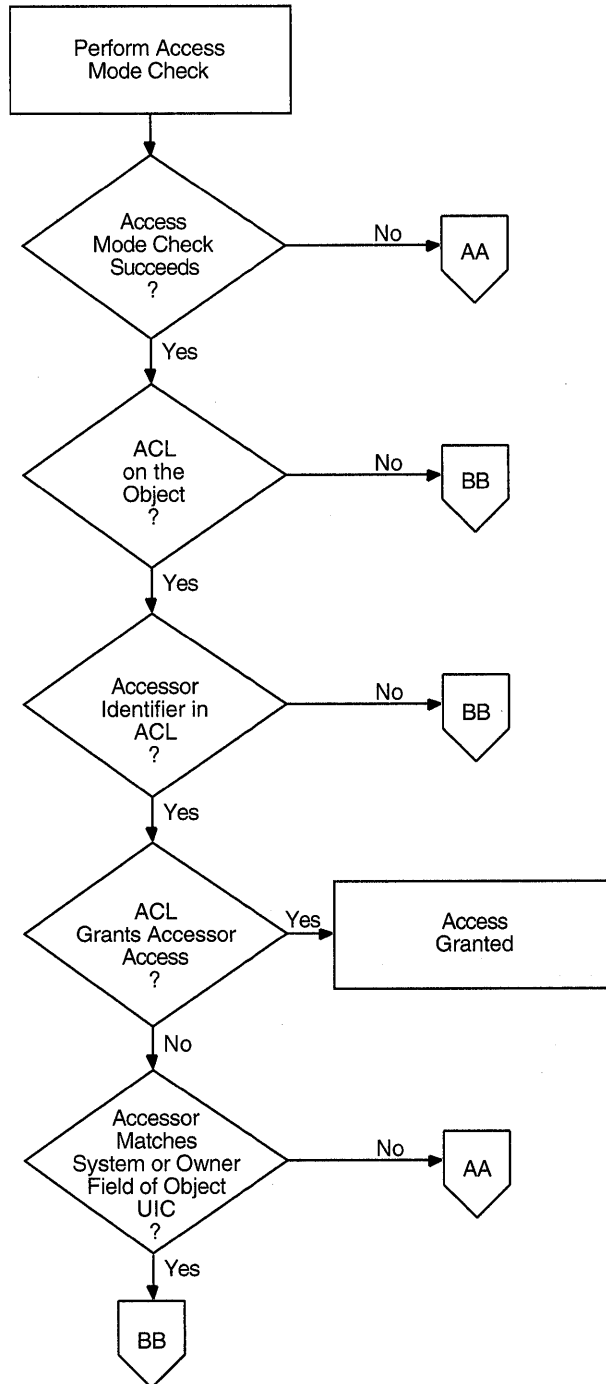 Perform Access
Mode Check
Access
Mode Check
Succeeds
?
No
AA
Yes
ACL
on the
Object
?
No
BB
Yes
Accessor
Identifier in
ACL
?
No
BB
Yes
ACL
Grants Accessor
Access
?
Yes
Access
Granted
No
Accessor
Matches
System or Owner
Field of Object
UIC
?
No
AA
Yes
BB